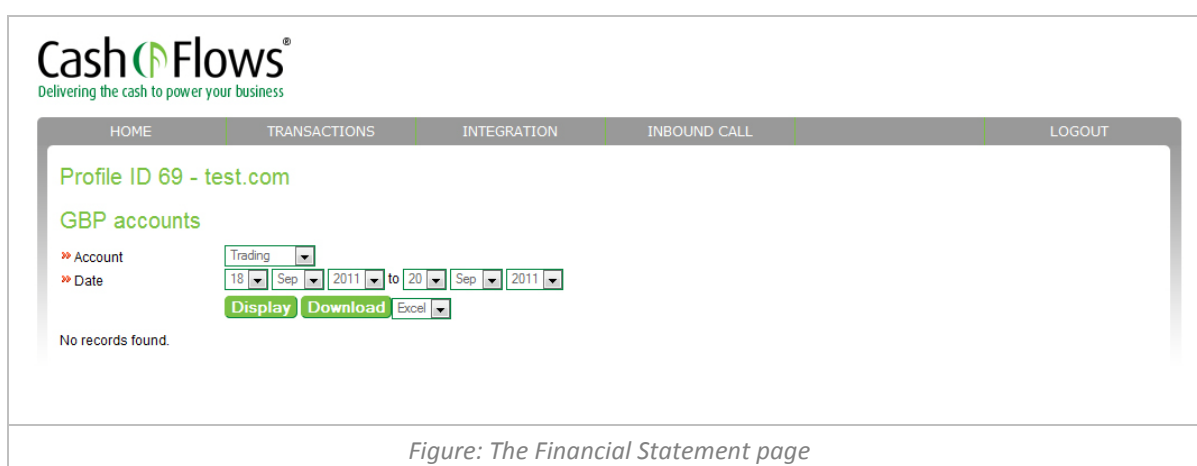 Cash Flows®
Delivering the cash to power your business
HOME TRANSACTIONS INTEGRATION INBOUND CALL LOGOUT
Profile ID 69 - test.com
GBP accounts
» Account Trading
» Date 18 Sep 2011 to 20 Sep 2011
Display Download Excel
No records found.
Figure: The Financial Statement page